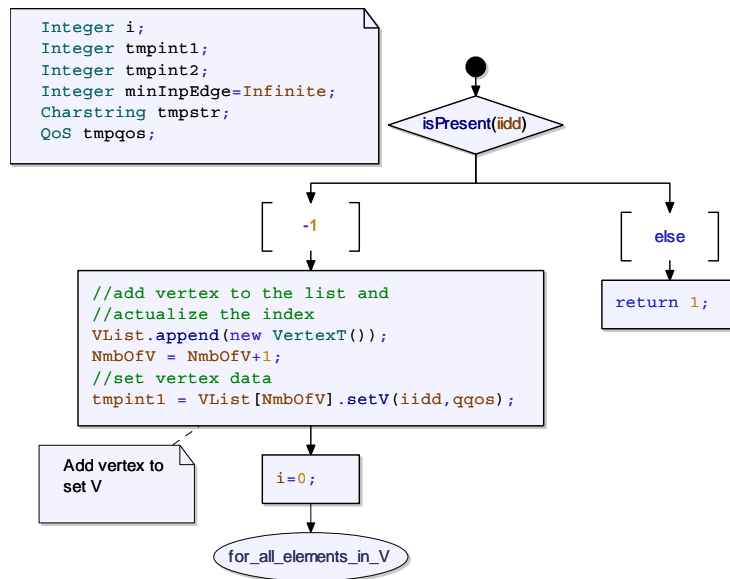 Integer i;
Integer tmpint1;
Integer tmpint2;
Integer minInpEdge=Infinite;
Charstring tmpstr;
QoS tmpqos;
isPresent(iidd)
-1
else
//add vertex to the list and
//actualize the index
VList.append(new VertexT());
NmbOfV = NmbOfV+1;
//set vertex data
tmpint1 = VList[NmbOfV].setV(iidd,qqos);
return 1;
Add vertex to
set V
i=0;
for_all_elements_in_V